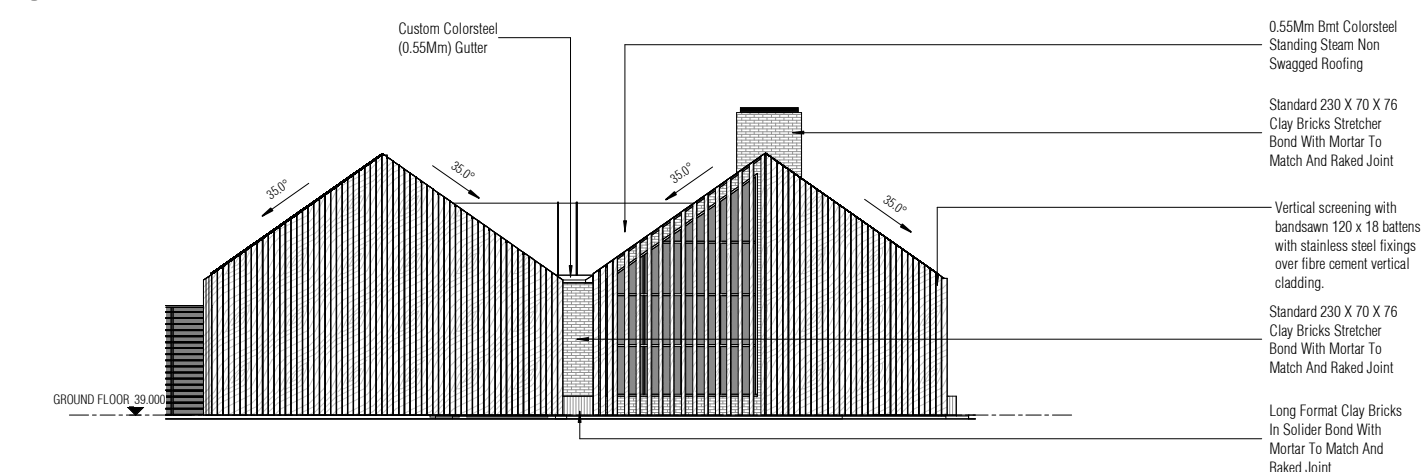 Custom Colorsteel
(0.55Mm) Gutter
0.55Mm Bmt Colorsteel
Standing Steam Non
Swagged Roofing
Standard 230 X 70 X 76
Clay Bricks Stretcher
Bond With Mortar To
Match And Raked Joint
35.0°
35.0°
35.0°
35.0°
Vertical screening with
bandsawn 120 x 18 battens
with stainless steel fixings
over fibre cement vertical
cladding.
Standard 230 X 70 X 76
Clay Bricks Stretcher
Bond With Mortar To
Match And Raked Joint
GROUND FLOOR 39.000
Long Format Clay Bricks
In Solider Bond With
Mortar To Match And
Raked Joint